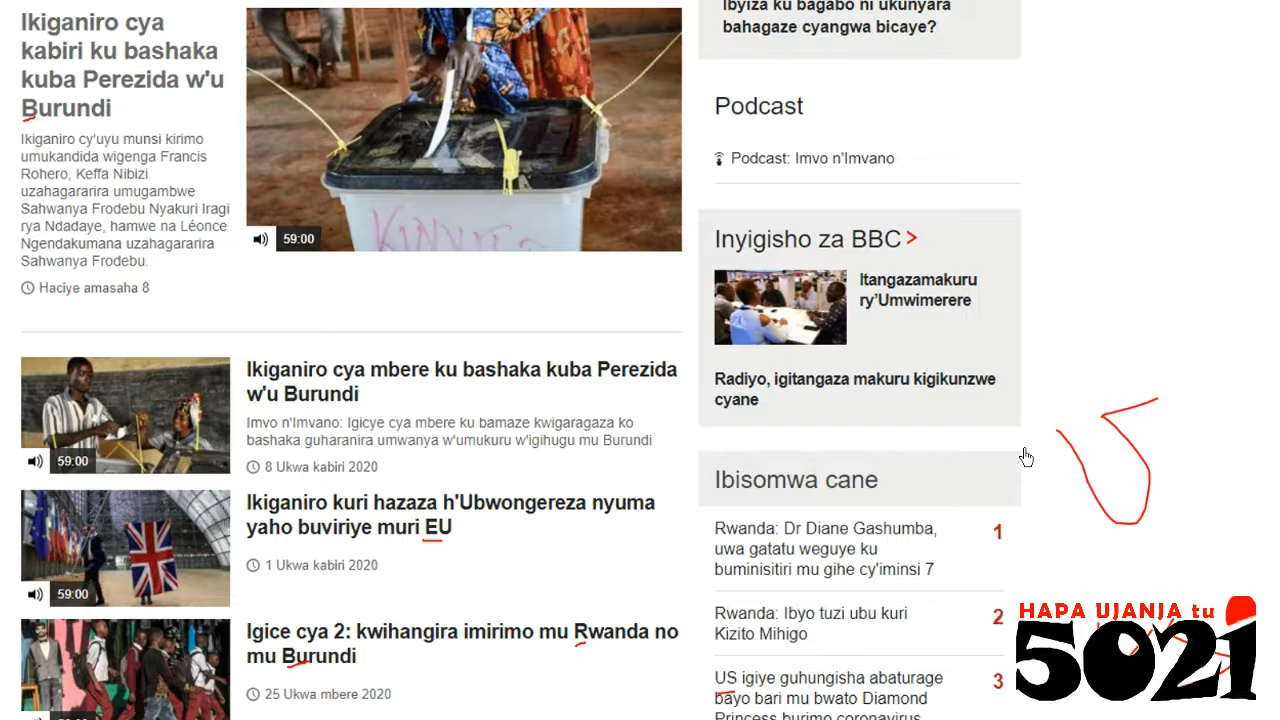 Ikiganiro cya
kabiri ku bashaka
kuba Perezida w'u
Burundi
Ikiganiro cy'uyu munsi kirimo
umukandida wigenga Francis
Rohero, Keffa Nibizi
uzahagararira umugambwe
Sahwanya Frodebu Nyakuri Iragi
rya Ndadaye, hamwe na Léonce
Ngendakumana uzahagararira
Sahwanya Frodebu.
Haciye amasaha 8
59:00
Ikiganiro cya mbere ku bashaka kuba Perezida
w'u Burundi
Imvo n'Imvano: Igicye cya mbere ku bamaze kwigaragaza ko
bashaka guharanira umwanya w'umukuru w'igihugu mu Burundi
8 Ukwa kabiri 2020
59:00
Ikiganiro kuri hazaza h'Ubwongereza nyuma
yaho buviriye muri EU
1 Ukwa kabiri 2020
59:00
Igice cya 2: kwihangira imirimo mu Rwanda no
mu Burundi
25 Ukwa mbere 2020
Ibyiza ku bagabo ni ukunyara
bahagaze cyangwa bicaye?
Podcast
Podcast: Imvo n'Imvano
Inyigisho za BBC
Itangazamakuru
ry'Umwimerere
Radiyo, igitangaza makuru kigikunzwe
cyane
Ibisomwa cane
Rwanda: Dr Diane Gashumba,
uwa gatatu weguye ku
buminisitiri mu gihe cy'iminsi 7
1
Rwanda: Ibyo tuzi ubu kuri
Kizito Mihigo
2
US igiye guhungisha abaturage
bayo bari mu bwato Diamond
Princess burimo coronavirus
3
HAPA UJANJA tu
5021